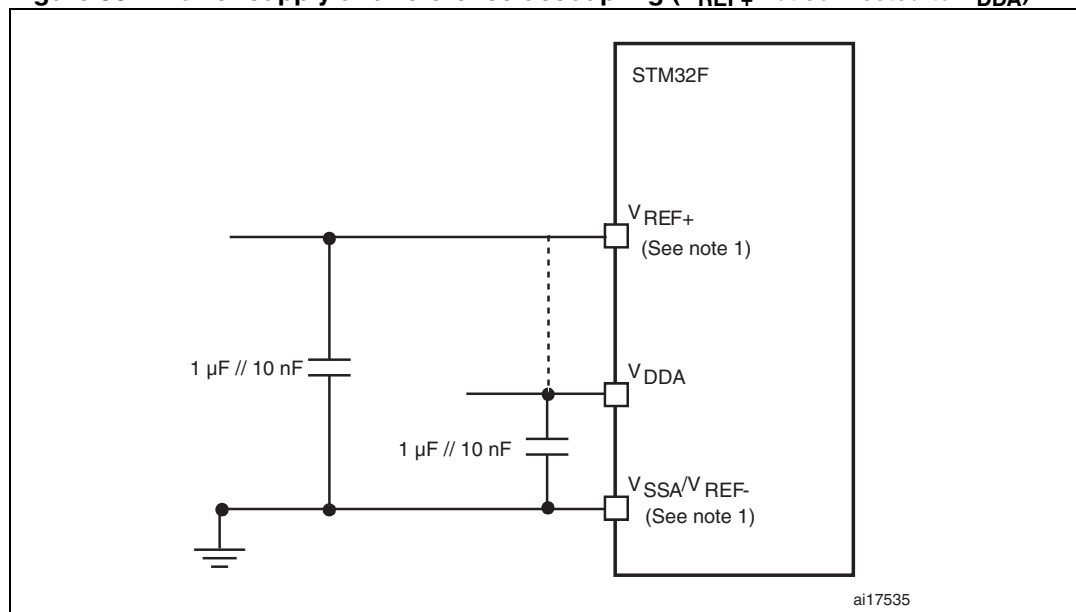 STM32F
VREF+
(See note 1)
1 µF // 10 nF
VDDA
1 µF // 10 nF
VSSA/VREF-
(See note 1)
ai17535